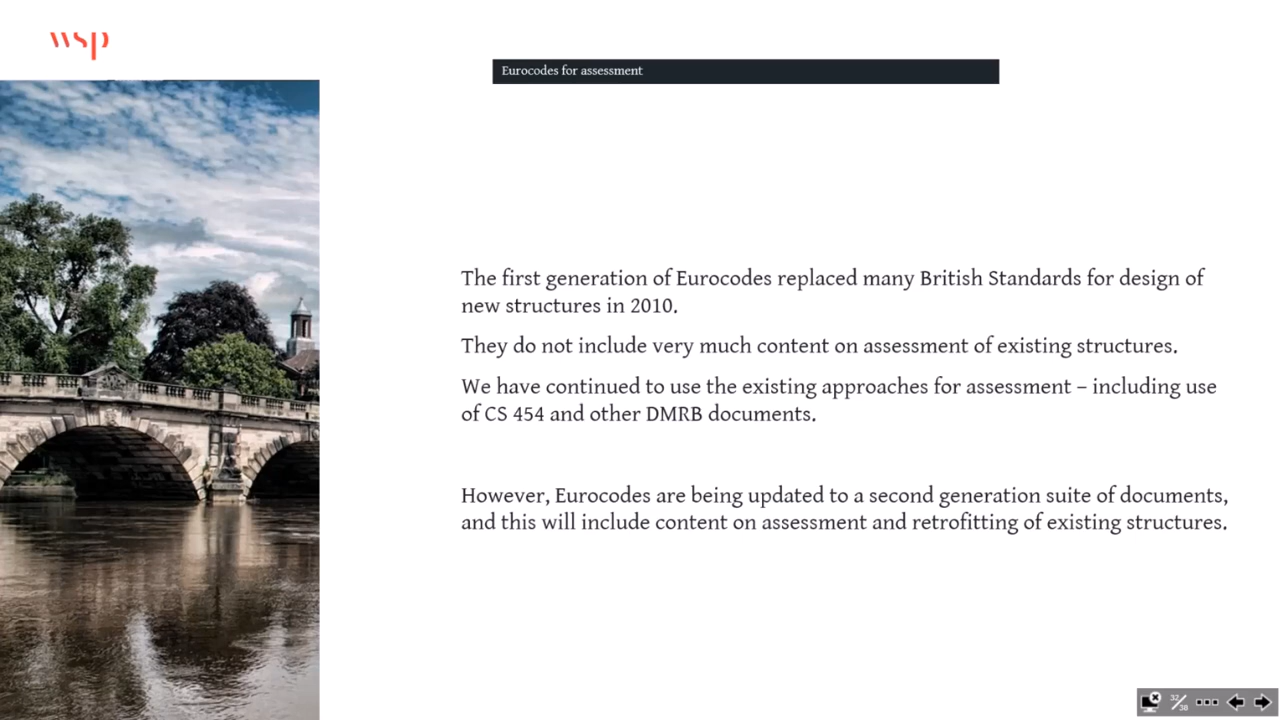 wsp
Eurocodes for assessment
The first generation of Eurocodes replaced many British Standards for design of
new structures in 2010.
They do not include very much content on assessment of existing structures.
We have continued to use the existing approaches for assessment – including use
of CS 454 and other DMRB documents.
However, Eurocodes are being updated to a second generation suite of documents,
and this will include content on assessment and retrofitting of existing structures.
32/38